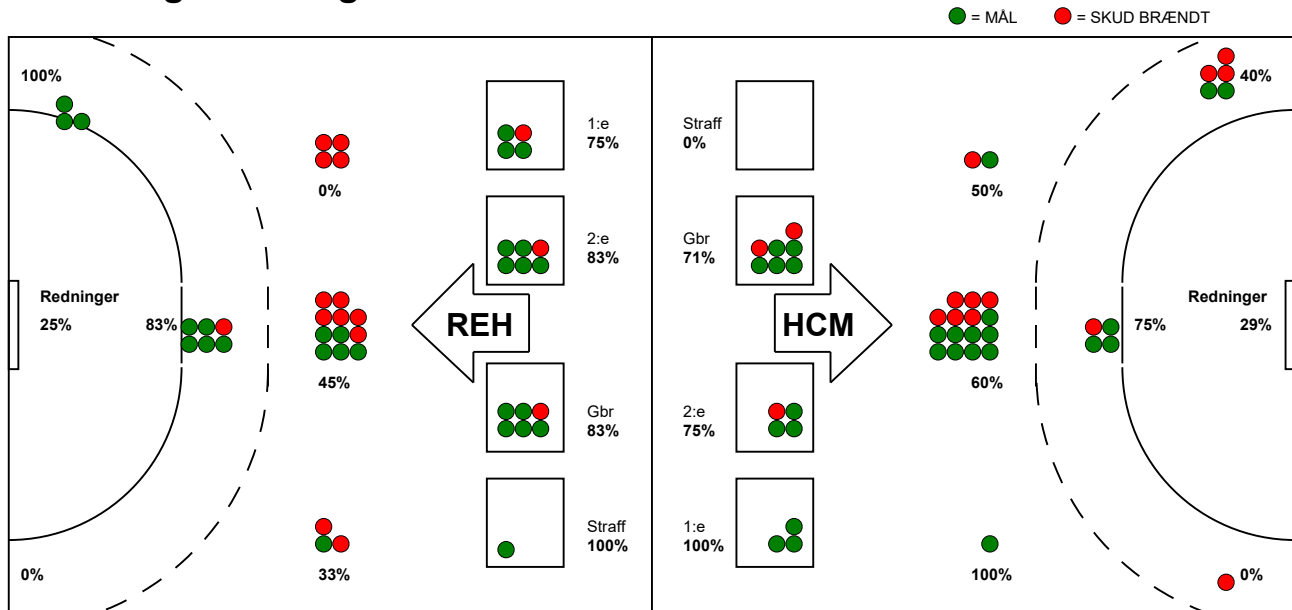 = MÅL
= SKUD BRÆNDT
100%
0%
1:e
75%
2:e
83%
Redninger
25%
83%
45%
REH
Gbr
83%
Straff
100%
0%
33%
Straff
0%
Gbr
71%
HCM
2:e
75%
1:e
100%
40%
50%
Redninger
29%
75%
60%
100%
0%